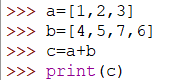 >>> a=[1,2,3]
>>> b=[4,5,7,6]
>>> c=a+b
>>> print(c)